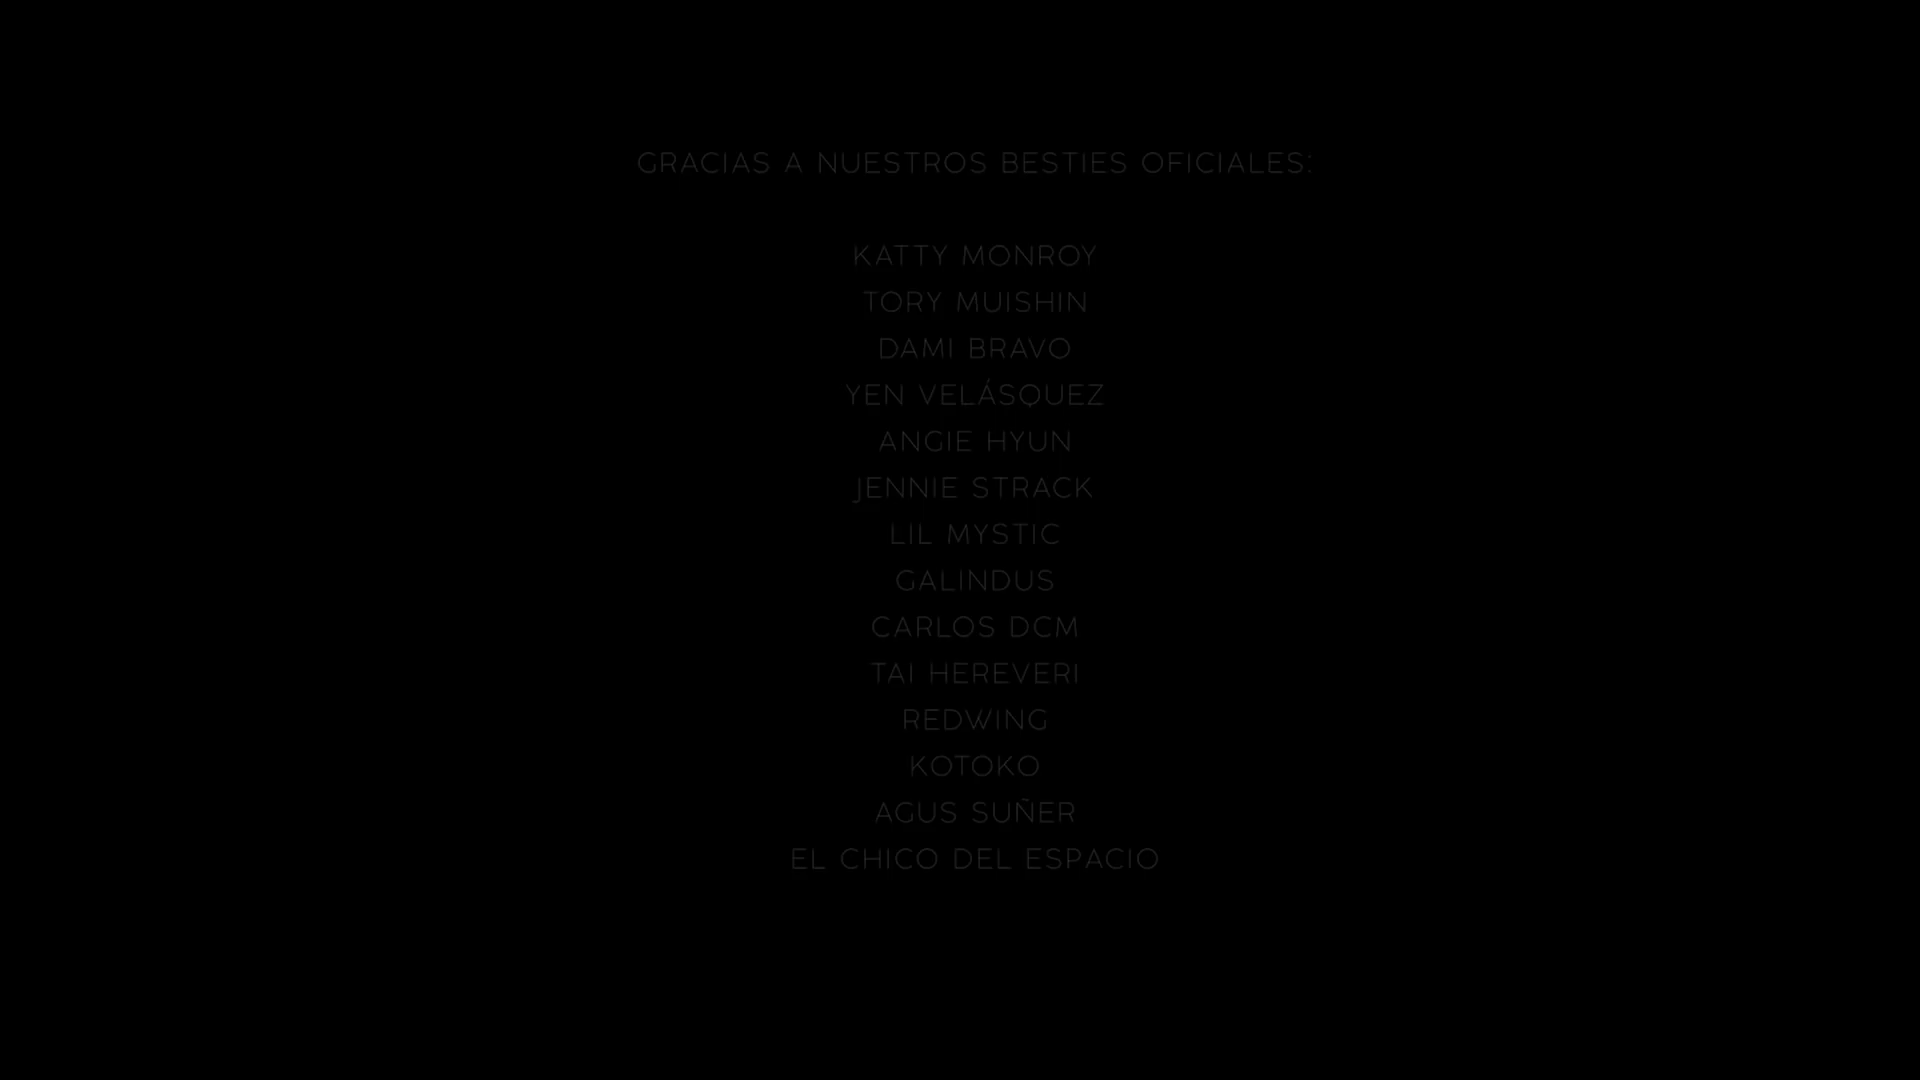 GRACIAS A NUESTROS BESTIES OFICIALES:
KATTY MONROY
TORY MUISHIN
DAMI BRAVO
YEN VELÁSQUEZ
ANGIE HYUN
JENNIE STRACK
LIL MYSTIC
GALINDUS
CARLOS DCM
TAI HEREVERI
REDWING
KOTOKO
AGUS SUÑER
EL CHICO DEL ESPACIO